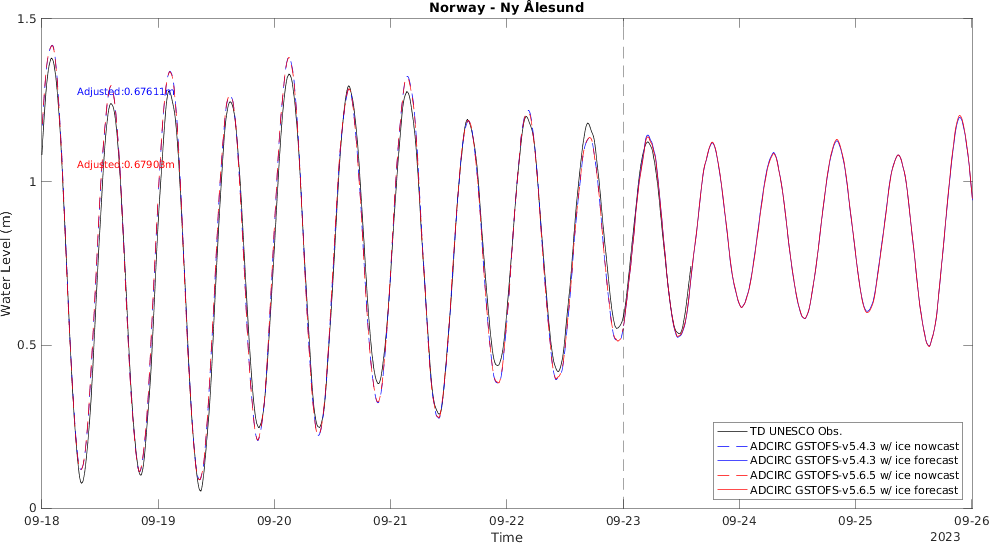 Norway - Ny Ålesund
1.5
1
0.5
0
Water Level (m)
Adjusted:0.67611m
Adjusted:0.67903m
TD UNESCO Obs.
ADCIRC GSTOFS-v5.4.3 w/ ice nowcast
ADCIRC GSTOFS-v5.4.3 w/ ice forecast
ADCIRC GSTOFS-v5.6.5 w/ ice nowcast
ADCIRC GSTOFS-v5.6.5 w/ ice forecast
09-18 09-19 09-20 09-21 09-22 09-23 09-24 09-25 09-26
Time
2023